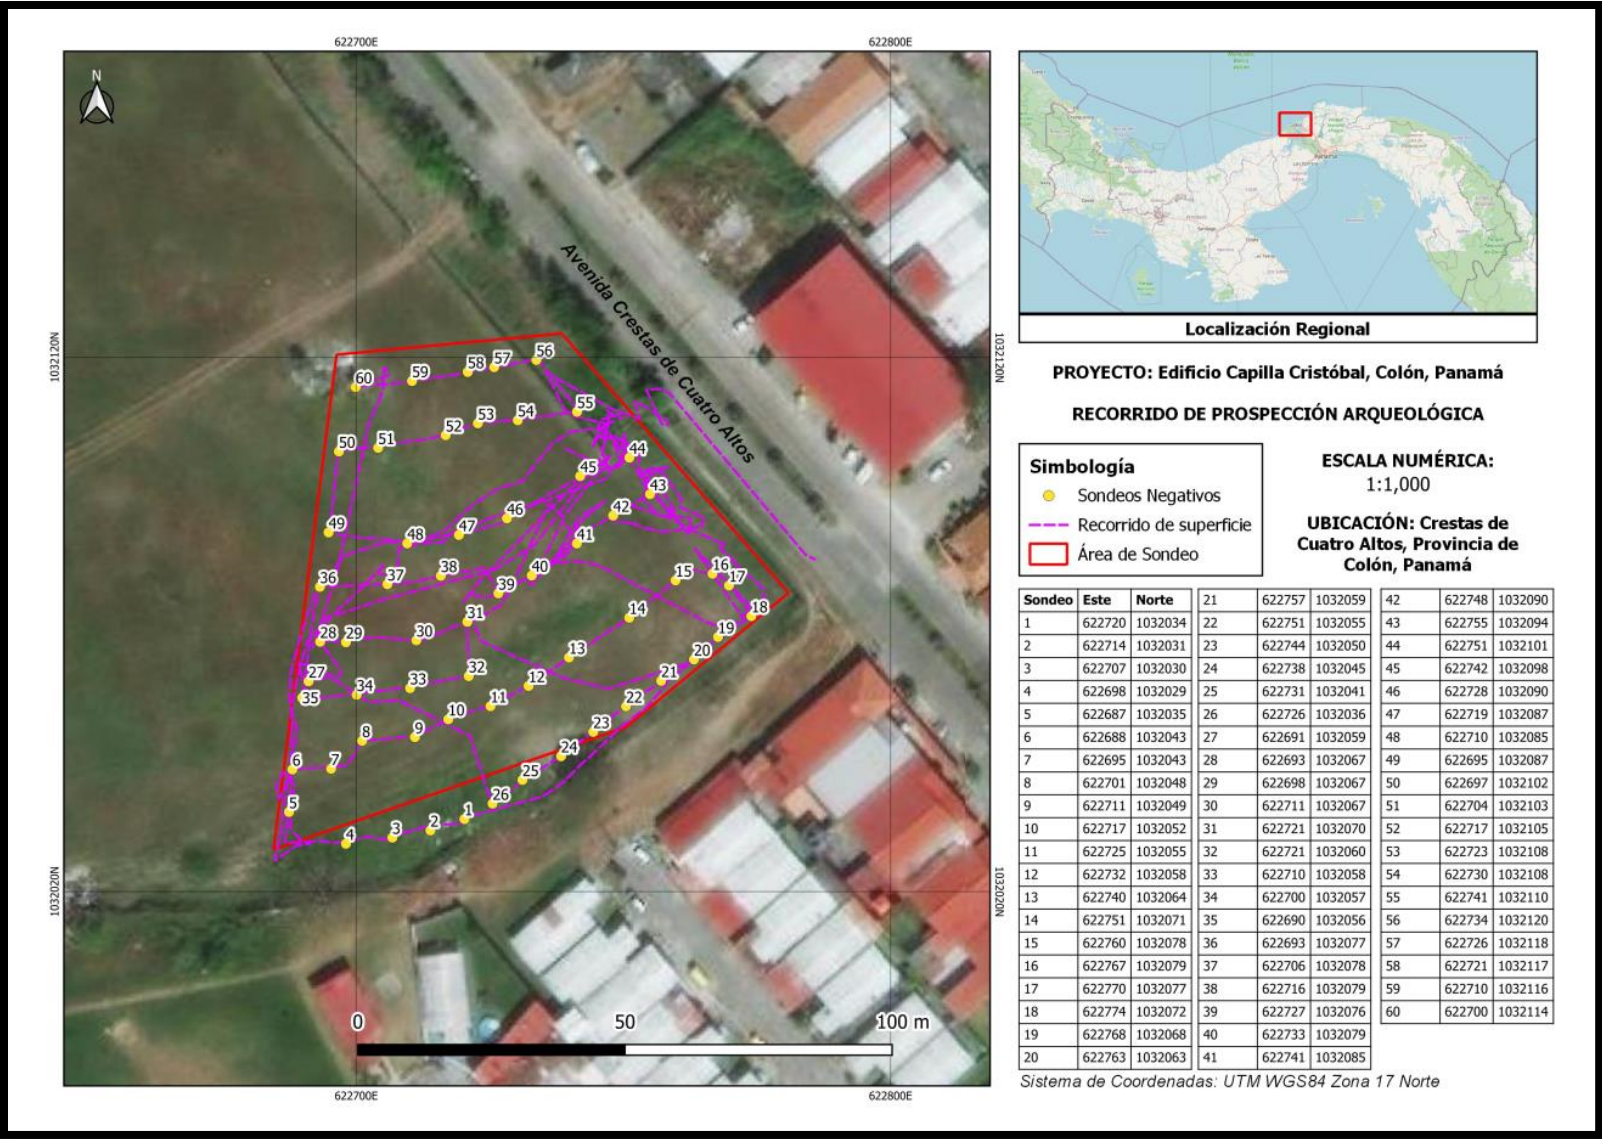 622700E
622800E
N
1032120N
1032120N
Avenida Crestas de Cuatro Altos
60
59
58
57
56
50
51
52
53
54
55
44
45
43
42
46
41
49
48
47
36
37
38
39
40
15
16
17
18
14
19
31
28
29
30
13
20
27
32
21
35
34
33
12
22
11
10
8
9
23
24
6
7
25
26
5
1
2
3
4
1032020N
1032020N
0
50
100 m
622700E
622800E
Localización Regional
PROYECTO: Edificio Capilla Cristóbal, Colón, Panamá
RECORRIDO DE PROSPECCIÓN ARQUEOLÓGICA
Simbología
Sondeos Negativos
Recorrido de superficie
Área de Sondeo
ESCALA NUMÉRICA:
1:1,000
UBICACIÓN: Crestas de
Cuatro Altos, Provincia de
Colón, Panamá
Sondeo Este Norte 21 622757 1032059 42 622748 1032090
1 622720 1032034 22 622751 1032055 43 622755 1032094
2 622714 1032031 23 622744 1032050 44 622751 1032101
3 622707 1032030 24 622738 1032045 45 622742 1032098
4 622698 1032029 25 622731 1032041 46 622728 1032090
5 622687 1032035 26 622726 1032036 47 622719 1032087
6 622688 1032043 27 622691 1032059 48 622710 1032085
7 622695 1032043 28 622693 1032067 49 622695 1032087
8 622701 1032048 29 622698 1032067 50 622697 1032102
9 622711 1032049 30 622711 1032067 51 622704 1032103
10 622717 1032052 31 622721 1032070 52 622717 1032105
11 622725 1032055 32 622721 1032060 53 622723 1032108
12 622732 1032058 33 622710 1032058 54 622730 1032108
13 622740 1032064 34 622700 1032057 55 622741 1032110
14 622751 1032071 35 622690 1032056 56 622734 1032120
15 622760 1032078 36 622693 1032077 57 622726 1032118
16 622767 1032079 37 622706 1032078 58 622721 1032117
17 622770 1032077 38 622716 1032079 59 622710 1032116
18 622774 1032072 39 622727 1032076 60 622700 1032114
19 622768 1032068 40 622733 1032079
20 622763 1032063 41 622741 1032085
Sistema de Coordenadas: UTM WGS84 Zona 17 Norte